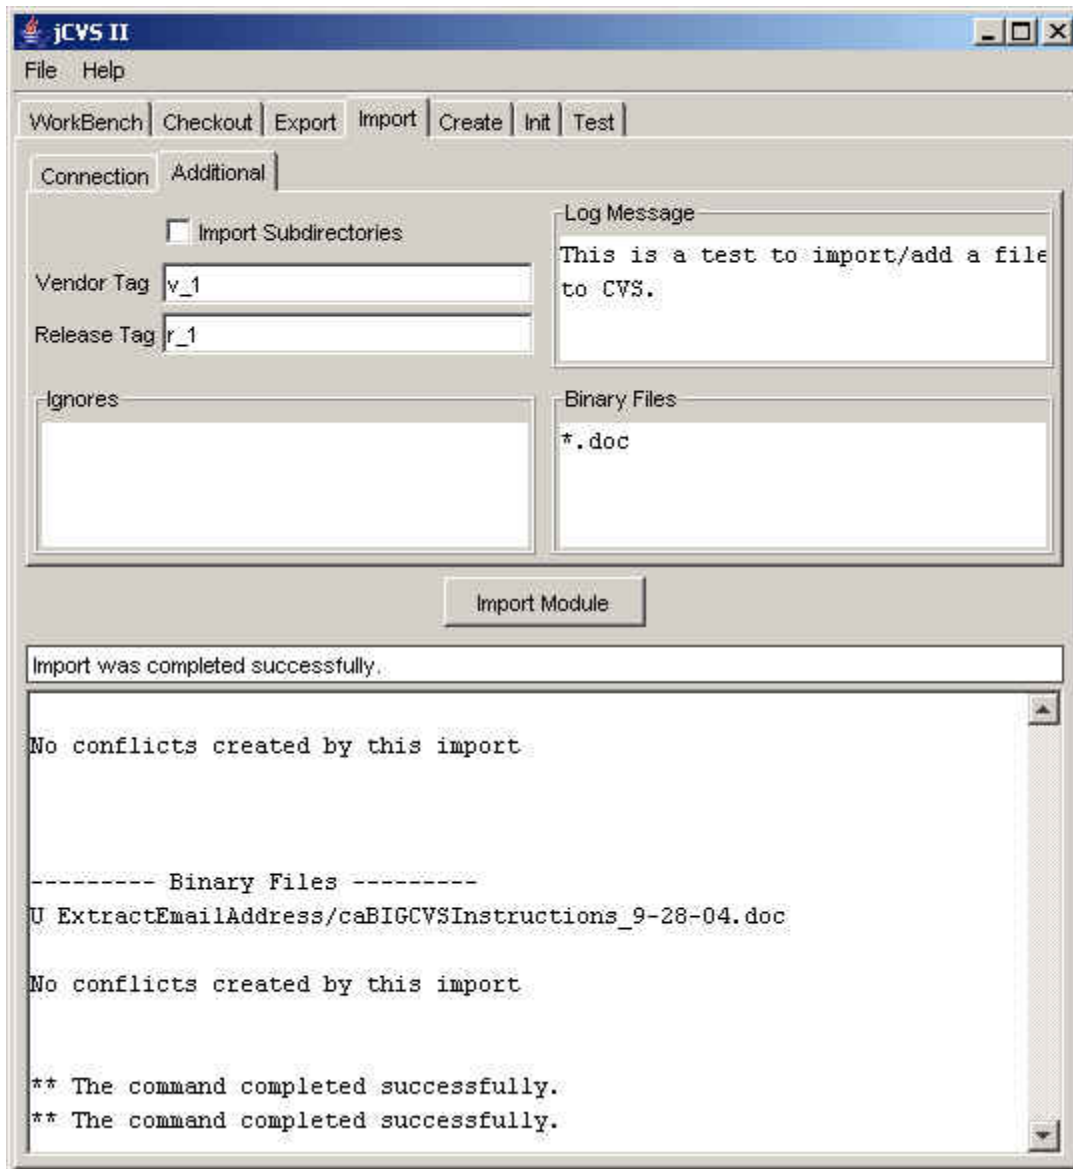 jCVS II
File Help
WorkBench Checkout Export Import Create Init Test
Connection Additional
Import Subdirectories
Vendor Tag v_1
Release Tag r_1
Log Message
This is a test to import/add a file
to CVS.
Ignores
Binary Files
*.doc
Import Module
Import was completed successfully.
No conflicts created by this import
--------- Binary Files ---------
U ExtractEmailAddress/caBIGCVSInstructions_9-28-04.doc
No conflicts created by this import
** The command completed successfully.
** The command completed successfully.